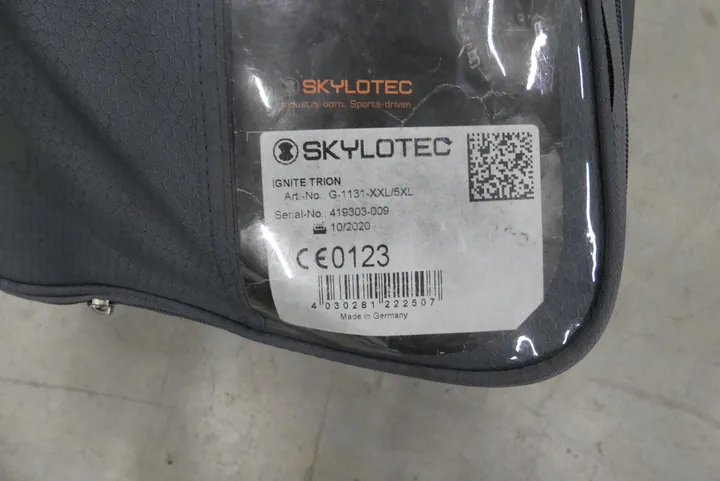 SKYLOTEC
Industry-born. Sports-driven.
SKYLOTEC
IGNITE TRION
Art.-No. G-1131-XXL/5XL
Serial-No.: 419303-009
10/2020
CE0123
4 030281 222507
Made in Germany